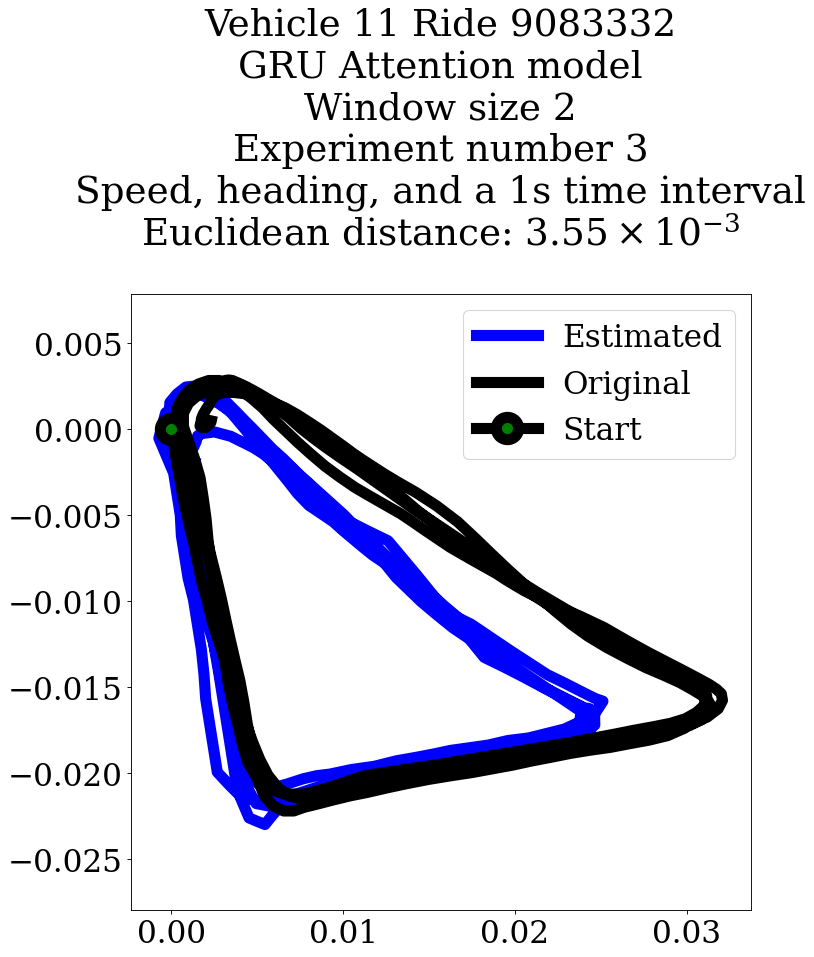 Vehicle 11 Ride 9083332
GRU Attention model
Window size 2
Experiment number 3
Speed, heading, and a 1s time interval
Euclidean distance: 3.55 × 10⁻³
Estimated
Original
Start
0.005
0.000
−0.005
−0.010
−0.015
−0.020
−0.025
0.00 0.01 0.02 0.03